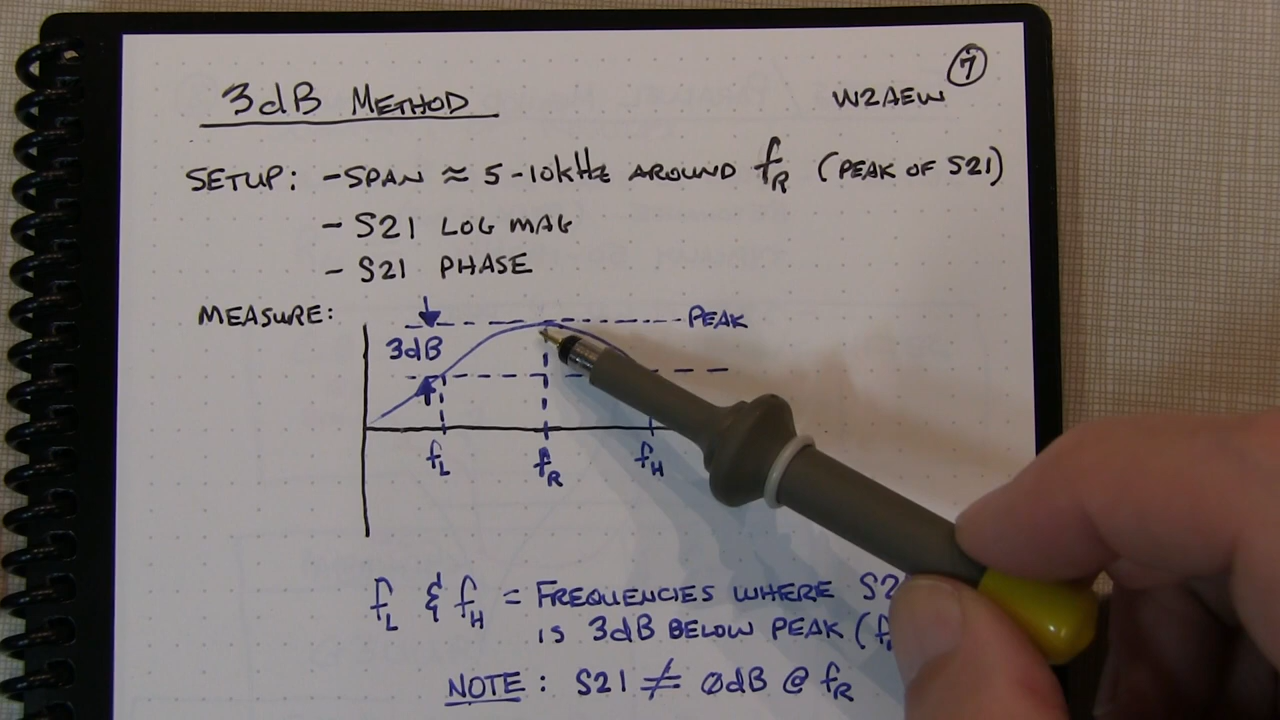 7
3dB METHOD
W2AEW
SETUP: - SPAN ≈ 5-10kHz AROUND fR (PEAK OF S21)
- S21 LOG MAG
- S21 PHASE
MEASURE:
PEAK
3dB
fL fR fH
fL & fH = FREQUENCIES WHERE
IS 3dB BELOW PEAK
NOTE: S21 ≠ 0dB @ fR